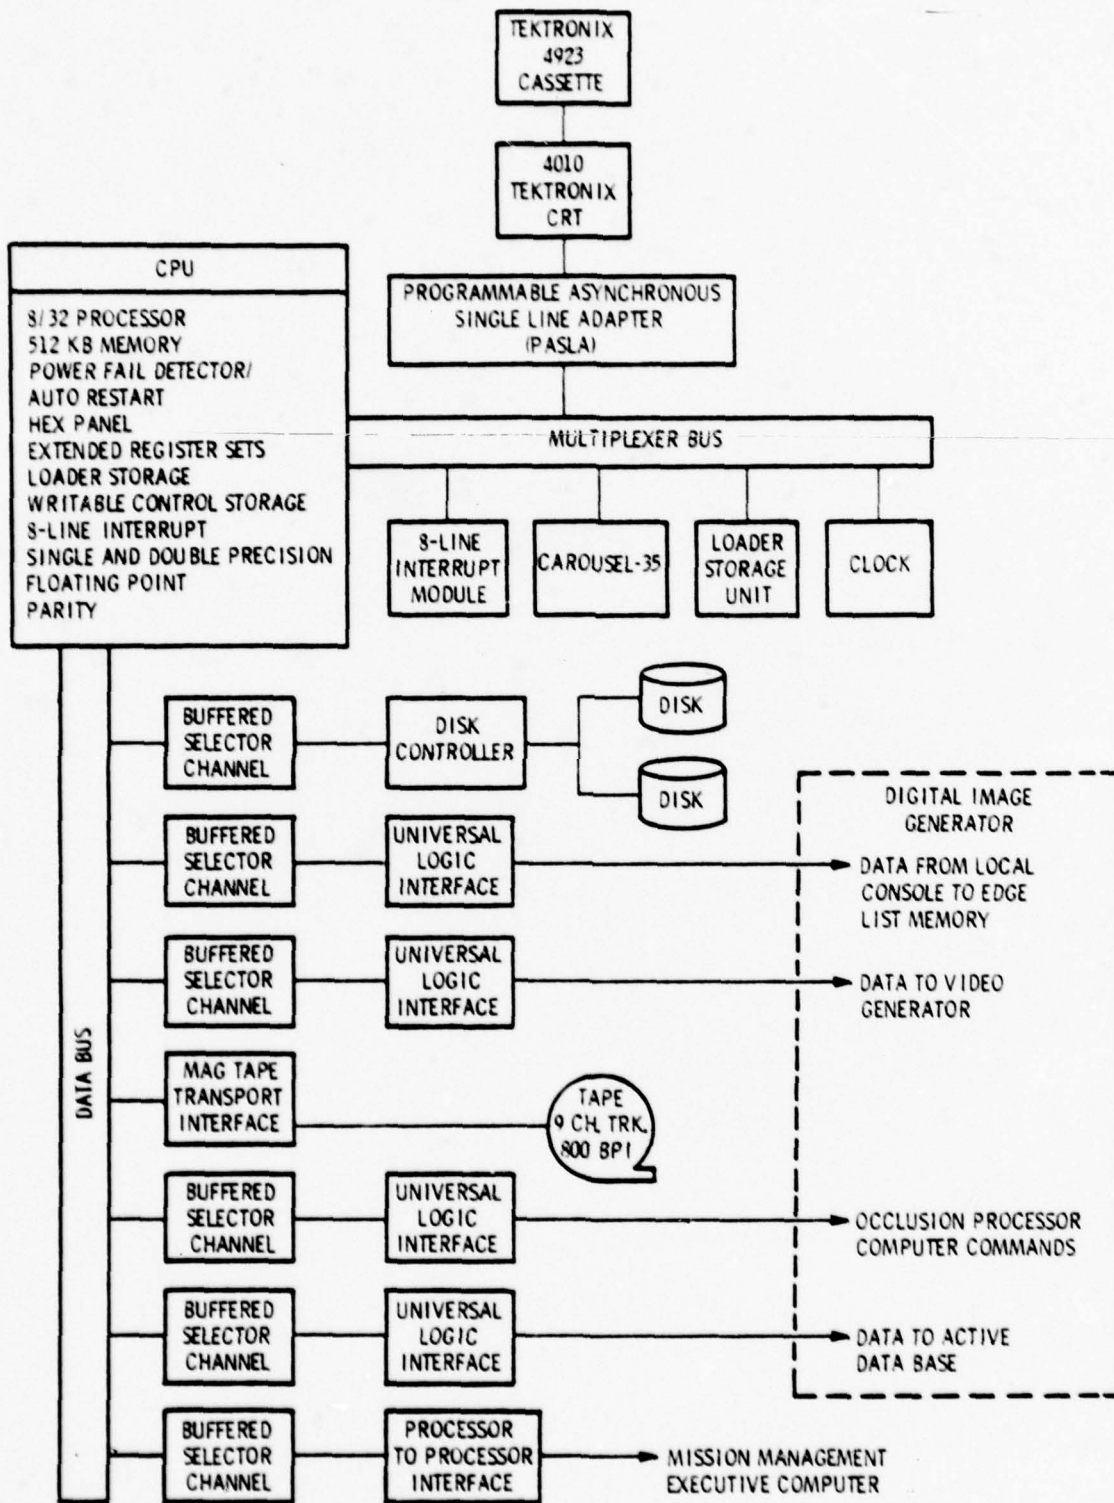 TEKTRONIX
4923
CASSETTE
4010
TEKTRONIX
CRT
PROGRAMMABLE ASYNCHRONOUS
SINGLE LINE ADAPTER
(PASLA)
CPU
8/32 PROCESSOR
512 KB MEMORY
POWER FAIL DETECTOR/
AUTO RESTART
HEX PANEL
EXTENDED REGISTER SETS
LOADER STORAGE
WRITABLE CONTROL STORAGE
8-LINE INTERRUPT
SINGLE AND DOUBLE PRECISION
FLOATING POINT
PARITY
MULTIPLEXER BUS
8-LINE
INTERRUPT
MODULE
CAROUSEL-35
LOADER
STORAGE
UNIT
CLOCK
DATA BUS
BUFFERED
SELECTOR
CHANNEL
DISK
CONTROLLER
DISK
DISK
DIGITAL IMAGE
GENERATOR
BUFFERED
SELECTOR
CHANNEL
UNIVERSAL
LOGIC
INTERFACE
DATA FROM LOCAL
CONSOLE TO EDGE
LIST MEMORY
BUFFERED
SELECTOR
CHANNEL
UNIVERSAL
LOGIC
INTERFACE
DATA TO VIDEO
GENERATOR
MAG TAPE
TRANSPORT
INTERFACE
TAPE
9 CH. TRK.
800 BPI
BUFFERED
SELECTOR
CHANNEL
UNIVERSAL
LOGIC
INTERFACE
OCCLUSION PROCESSOR
COMPUTER COMMANDS
BUFFERED
SELECTOR
CHANNEL
UNIVERSAL
LOGIC
INTERFACE
DATA TO ACTIVE
DATA BASE
BUFFERED
SELECTOR
CHANNEL
PROCESSOR
TO PROCESSOR
INTERFACE
MISSION MANAGEMENT
EXECUTIVE COMPUTER